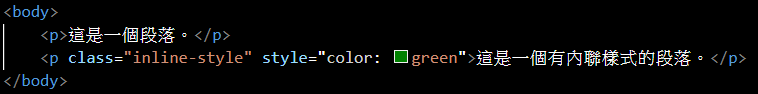 <body>
<p>這是一個段落。</p>
<p class="inline-style" style="color: green">這是一個有內聯樣式的段落。</p>
</body>